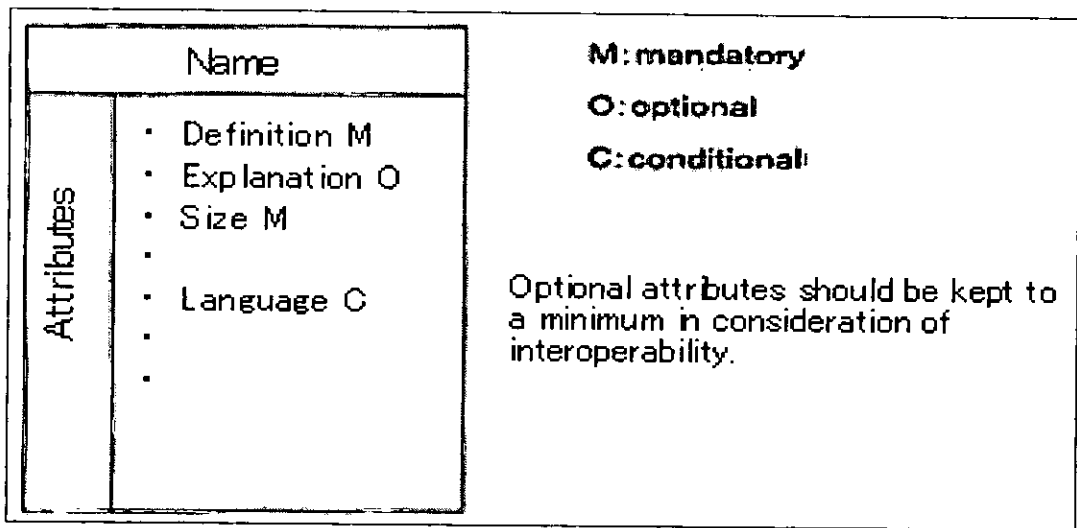 Name
Attributes
· Definition M
· Explanation O
· Size M
·
· Language C
·
·
M:mandatory
O:optional
C:conditional
Optional attributes should be kept to
a minimum in consideration of
interoperability.